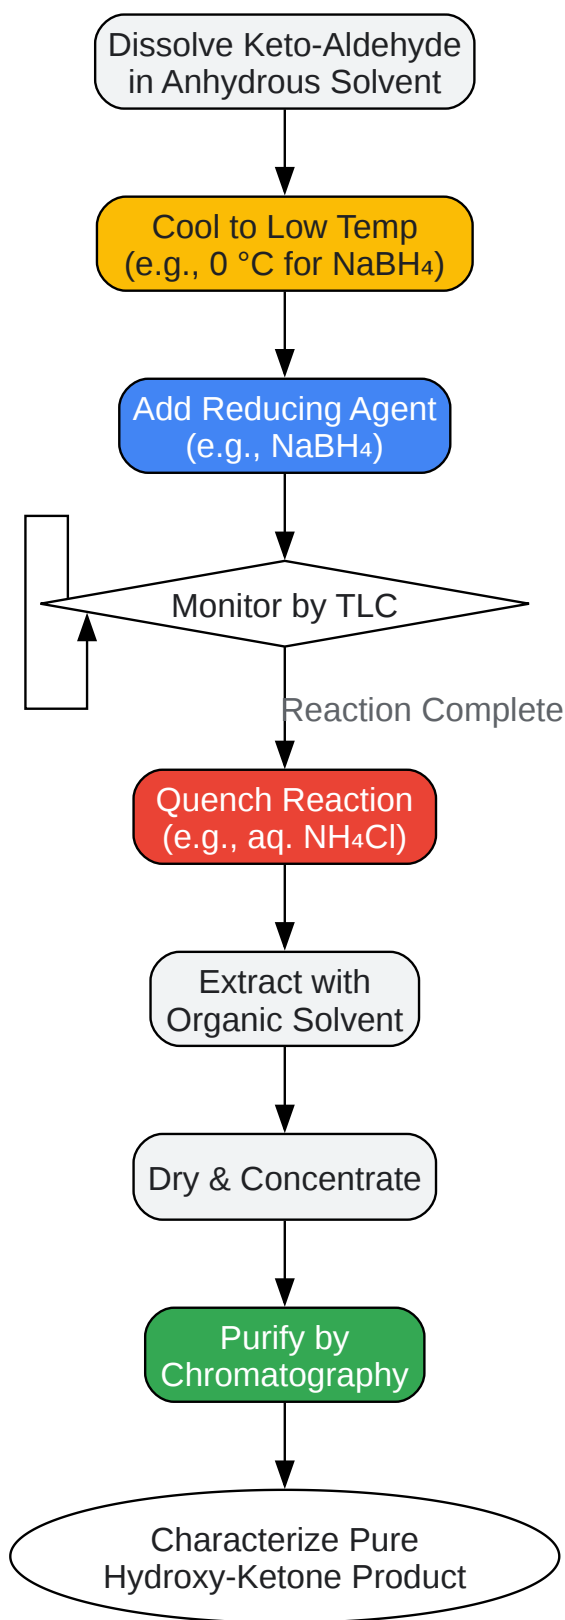 Dissolve Keto-Aldehyde
in Anhydrous Solvent
Cool to Low Temp
(e.g., 0 °C for NaBH₄)
Add Reducing Agent
(e.g., NaBH₄)
Monitor by TLC
Reaction Complete
Quench Reaction
(e.g., aq. NH₄Cl)
Extract with
Organic Solvent
Dry & Concentrate
Purify by
Chromatography
Characterize Pure
Hydroxy-Ketone Product